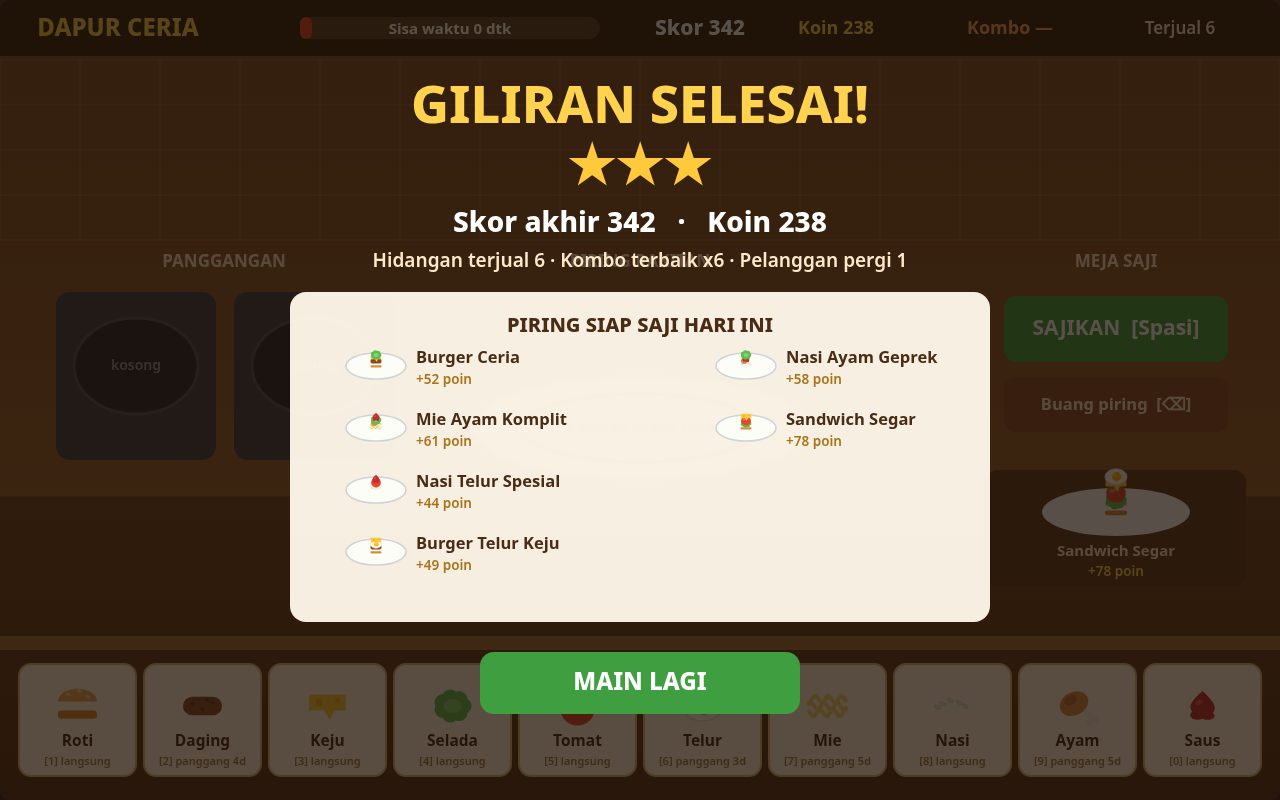 DAPUR CERIA
Sisa waktu 0 dtk
Skor 342
Koin 238
Kombo —
Terjual 6
GILIRAN SELESAI!
★★★
Skor akhir 342 · Koin 238
Hidangan terjual 6 · Kombo terbaik x6 · Pelanggan pergi 1
PANGGANGAN
MEJA SAJI
kosong
SAJIKAN [Spasi]
Buang piring [⌫]
PIRING SIAP SAJI HARI INI
Burger Ceria
+52 poin
Nasi Ayam Geprek
+58 poin
Mie Ayam Komplit
+61 poin
Sandwich Segar
+78 poin
Nasi Telur Spesial
+44 poin
Burger Telur Keju
+49 poin
Sandwich Segar
+78 poin
MAIN LAGI
Roti
[1] langsung
Daging
[2] panggang 4d
Keju
[3] langsung
Selada
[4] langsung
Tomat
[5] langsung
Telur
[6] panggang 3d
Mie
[7] panggang 5d
Nasi
[8] langsung
Ayam
[9] panggang 5d
Saus
[0] langsung